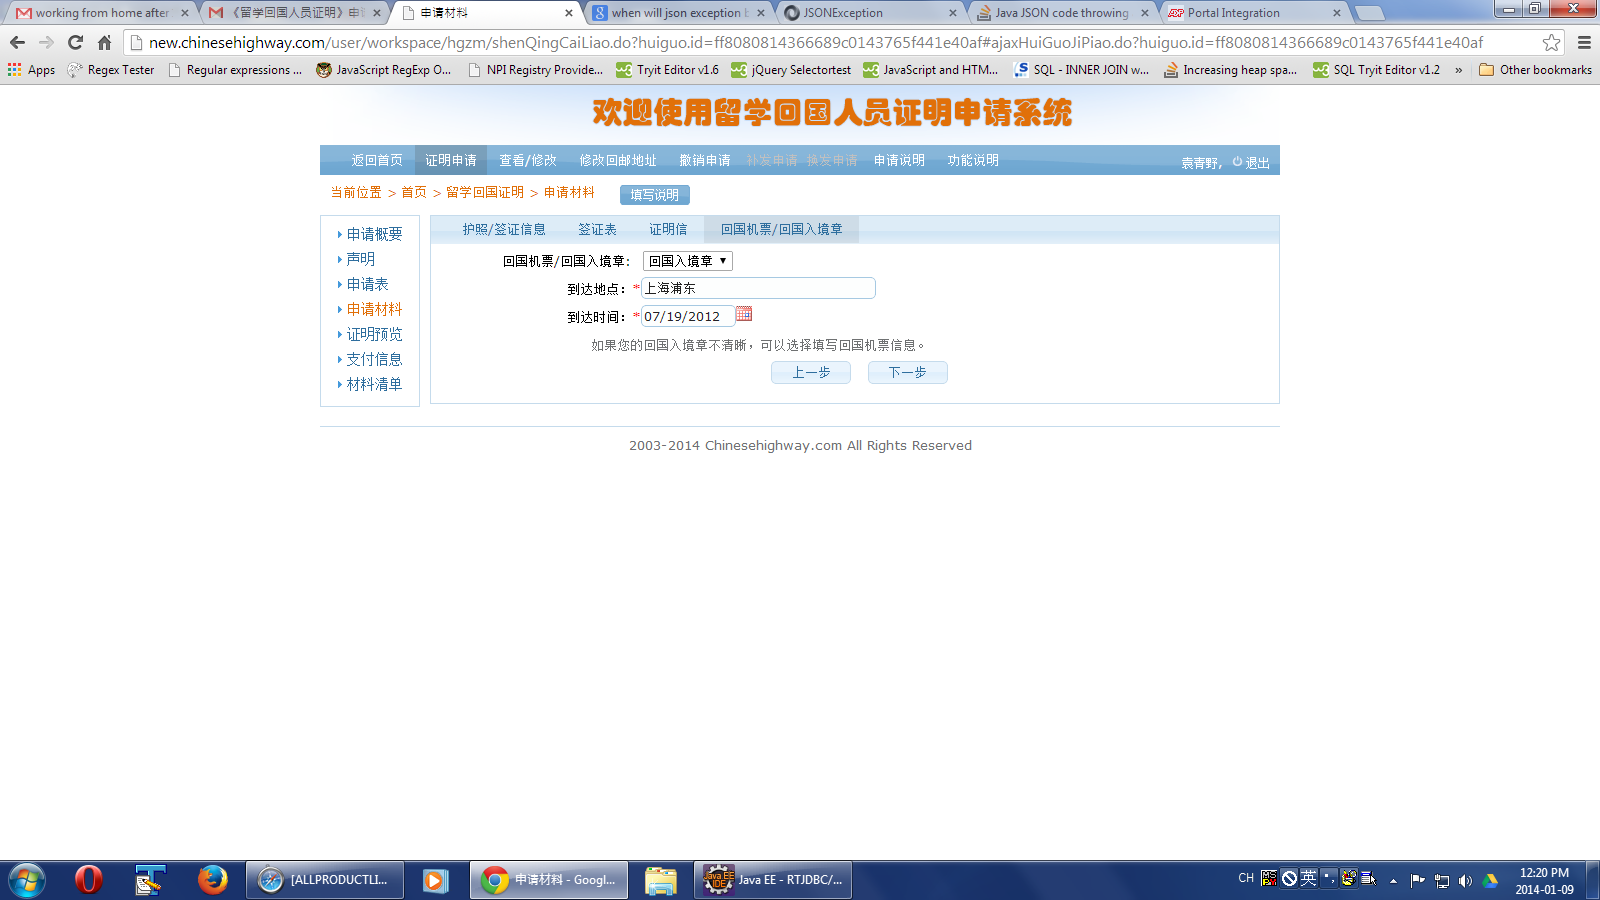 working from home after
《留学回国人员证明》申
申请材料
when will json exception b
JSONException
Java JSON code throwing
Portal Integration
new.chinesehighway.com/user/workspace/hgzm/shenQingCaiLiao.do?huiguo.id=ff8080814366689c0143765f441e40af#ajaxHuiGuoJiPiao.do?huiguo.id=ff8080814366689c0143765f441e40af
Apps
Regex Tester
Regular expressions ...
JavaScript RegExp O...
NPI Registry Provide...
Tryit Editor v1.6
jQuery Selectortest
JavaScript and HTM...
SQL - INNER JOIN w...
Increasing heap spa...
SQL Tryit Editor v1.2
»
Other bookmarks
欢迎使用留学回国人员证明申请系统
返回首页 证明申请 查看/修改 修改回邮地址 撤销申请 补发申请 换发申请 申请说明 功能说明
袁青野, 退出
当前位置 > 首页 > 留学回国证明 > 申请材料 填写说明
申请概要
声明
申请表
申请材料
证明预览
支付信息
材料清单
护照/签证信息 签证表 证明信 回国机票/回国入境章
回国机票/回国入境章: 回国入境章
到达地点: *上海浦东
到达时间: *07/19/2012
如果您的回国入境章不清晰，可以选择填写回国机票信息。
上一步 下一步
2003-2014 Chinesehighway.com All Rights Reserved
[ALLPRODUCTLI...
申请材料 - Googl...
Java EE - RTJDBC/...
CH
英
12:20 PM
2014-01-09